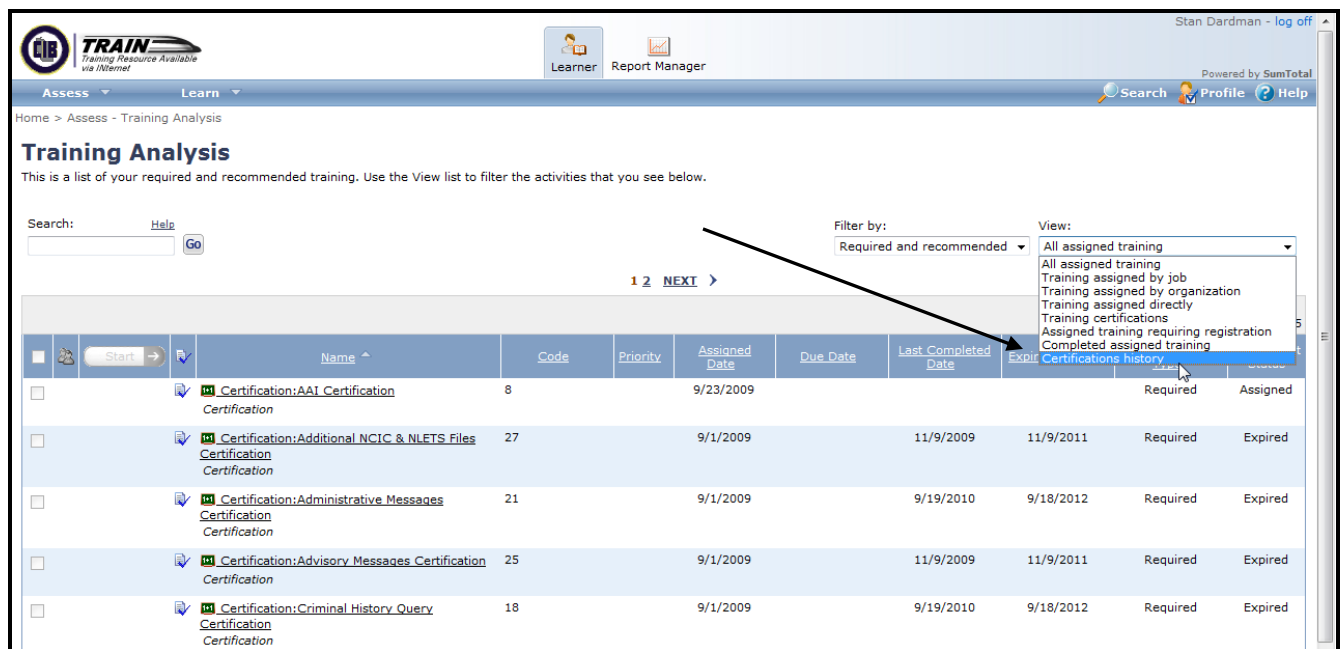 Stan Dardman - log off
CIB
TRAIN
Training Resource Available
via INternet
Learner
Report Manager
Powered by SumTotal
Assess
Learn
Search
Profile
Help
Home > Assess - Training Analysis
Training Analysis
This is a list of your required and recommended training. Use the View list to filter the activities that you see below.
Search: Help
Go
Filter by:
Required and recommended
View:
All assigned training
All assigned training
Training assigned by job
Training assigned by organization
Training assigned directly
Training certifications
Assigned training requiring registration
Completed assigned training
Certifications history
1 2 NEXT
5
Start Name Code Priority Assigned Date Due Date Last Completed Date
Certification:AAI Certification 8 9/23/2009 Required Assigned
Certification
Certification:Additional NCIC & NLETS Files 27 9/1/2009 11/9/2009 11/9/2011 Required Expired
Certification
Certification
Certification:Administrative Messages 21 9/1/2009 9/19/2010 9/18/2012 Required Expired
Certification
Certification
Certification:Advisory Messages Certification 25 9/1/2009 11/9/2009 11/9/2011 Required Expired
Certification
Certification:Criminal History Query 18 9/1/2009 9/19/2010 9/18/2012 Required Expired
Certification
Certification